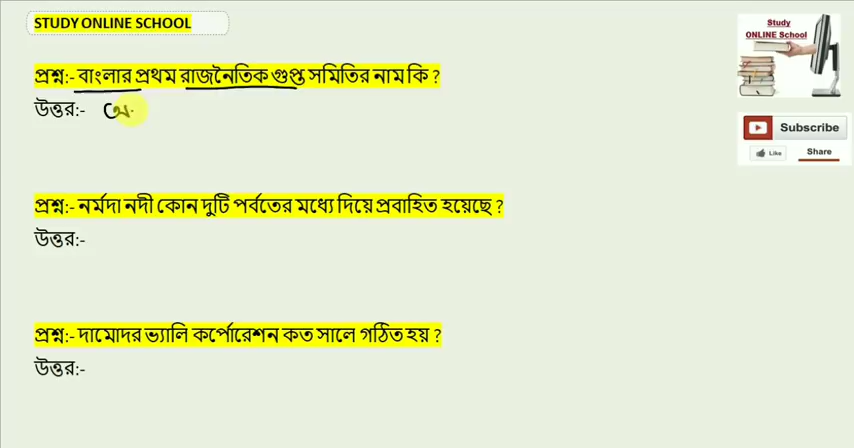 STUDY ONLINE SCHOOL
Study
ONLINE School
প্রশ্ন:- বাংলার প্রথম রাজনৈতিক গুপ্ত সমিতির নাম কি ?
উত্তর:-
Subscribe
Like Share
প্রশ্ন:- নর্মদা নদী কোন দুটি পর্বতের মধ্যে দিয়ে প্রবাহিত হয়েছে ?
উত্তর:-
প্রশ্ন:- দামোদর ভ্যালি কর্পোরেশন কত সালে গঠিত হয় ?
উত্তর:-